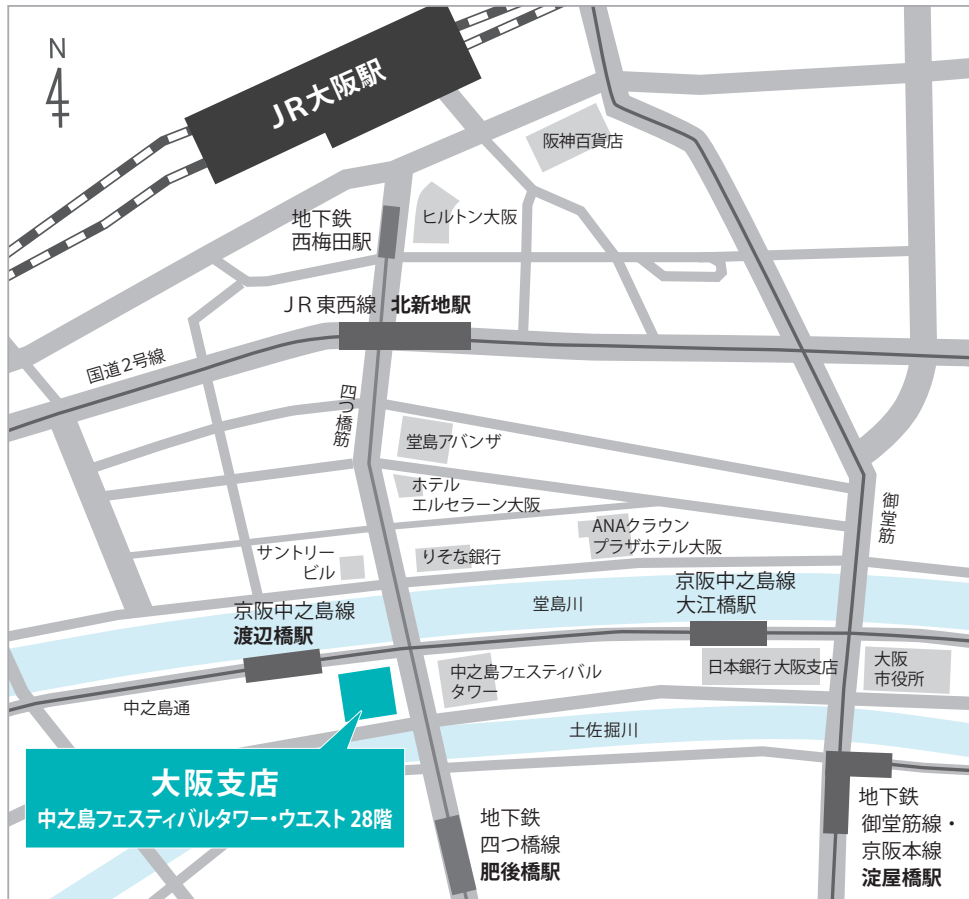 N
JR大阪駅
阪神百貨店
地下鉄
西梅田駅
ヒルトン大阪
JR東西線 北新地駅
国道2号線
四つ橋筋
堂島アバンザ
ホテル
エルセラーン大阪
御堂筋
ANAクラウン
プラザホテル大阪
サントリー
ビル
りそな銀行
京阪中之島線
大江橋駅
堂島川
京阪中之島線
渡辺橋駅
中之島フェスティバル
タワー
日本銀行 大阪支店
大阪
市役所
中之島通
土佐堀川
大阪支店
中之島フェスティバルタワー・ウエスト 28階
地下鉄
四つ橋線
肥後橋駅
地下鉄
御堂筋線・
京阪本線
淀屋橋駅